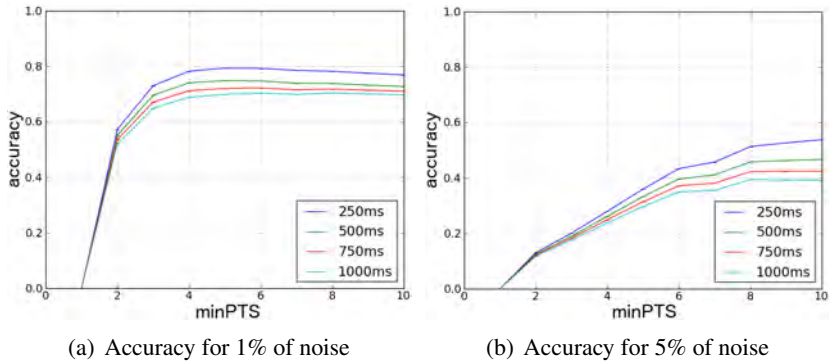 1.0
0.8
0.6
0.4
0.2
0.0
accuracy
0
2
4
6
8
10
minPTS
250ms
500ms
750ms
1000ms
(a) Accuracy for 1% of noise
1.0
0.8
0.6
0.4
0.2
0.0
accuracy
0
2
4
6
8
10
minPTS
250ms
500ms
750ms
1000ms
(b) Accuracy for 5% of noise